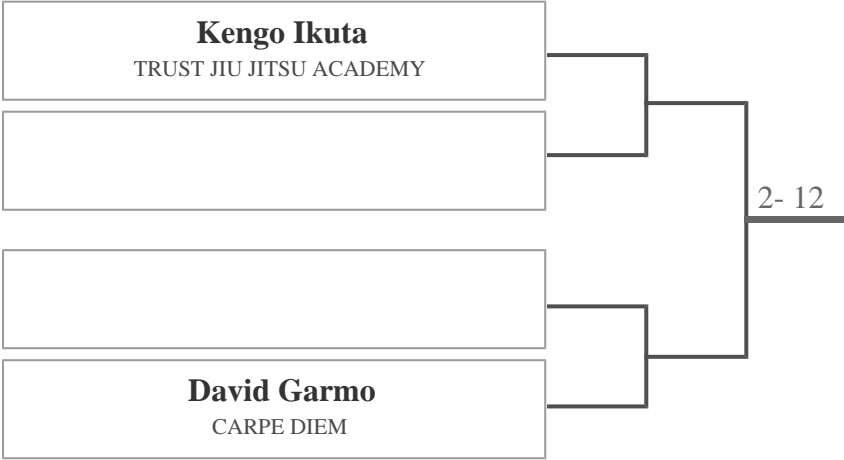 Kengo Ikuta
TRUST JIU JITSU ACADEMY
2- 12
David Garmo
CARPE DIEM